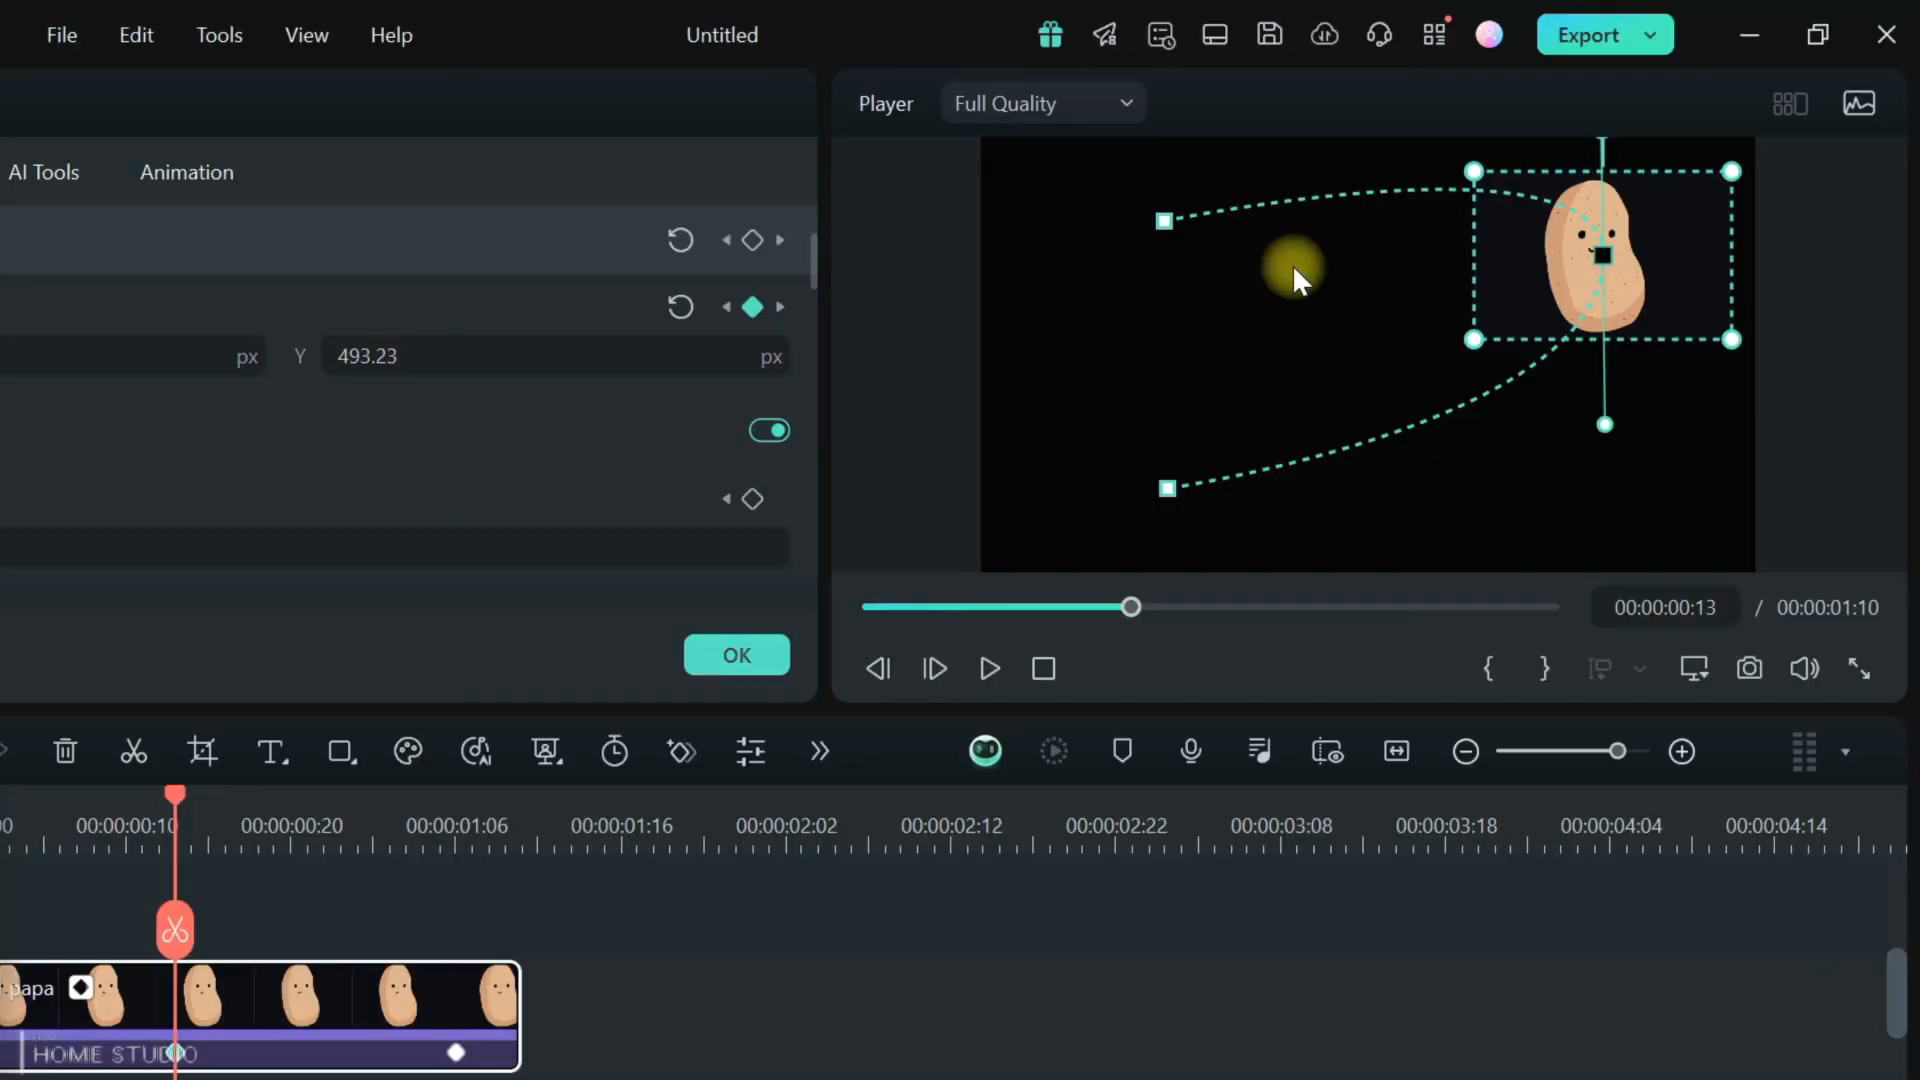 File Edit Tools View Help Untitled Export
Player Full Quality
AI Tools Animation
px Y 493.23 px
OK
00:00:00:13 / 00:00:01:10
00:00:00:10 00:00:00:20 00:00:01:06 00:00:01:16 00:00:02:02 00:00:02:12 00:00:02:22 00:00:03:08 00:00:03:18 00:00:04:04 00:00:04:14
papa
HOME STUDIO